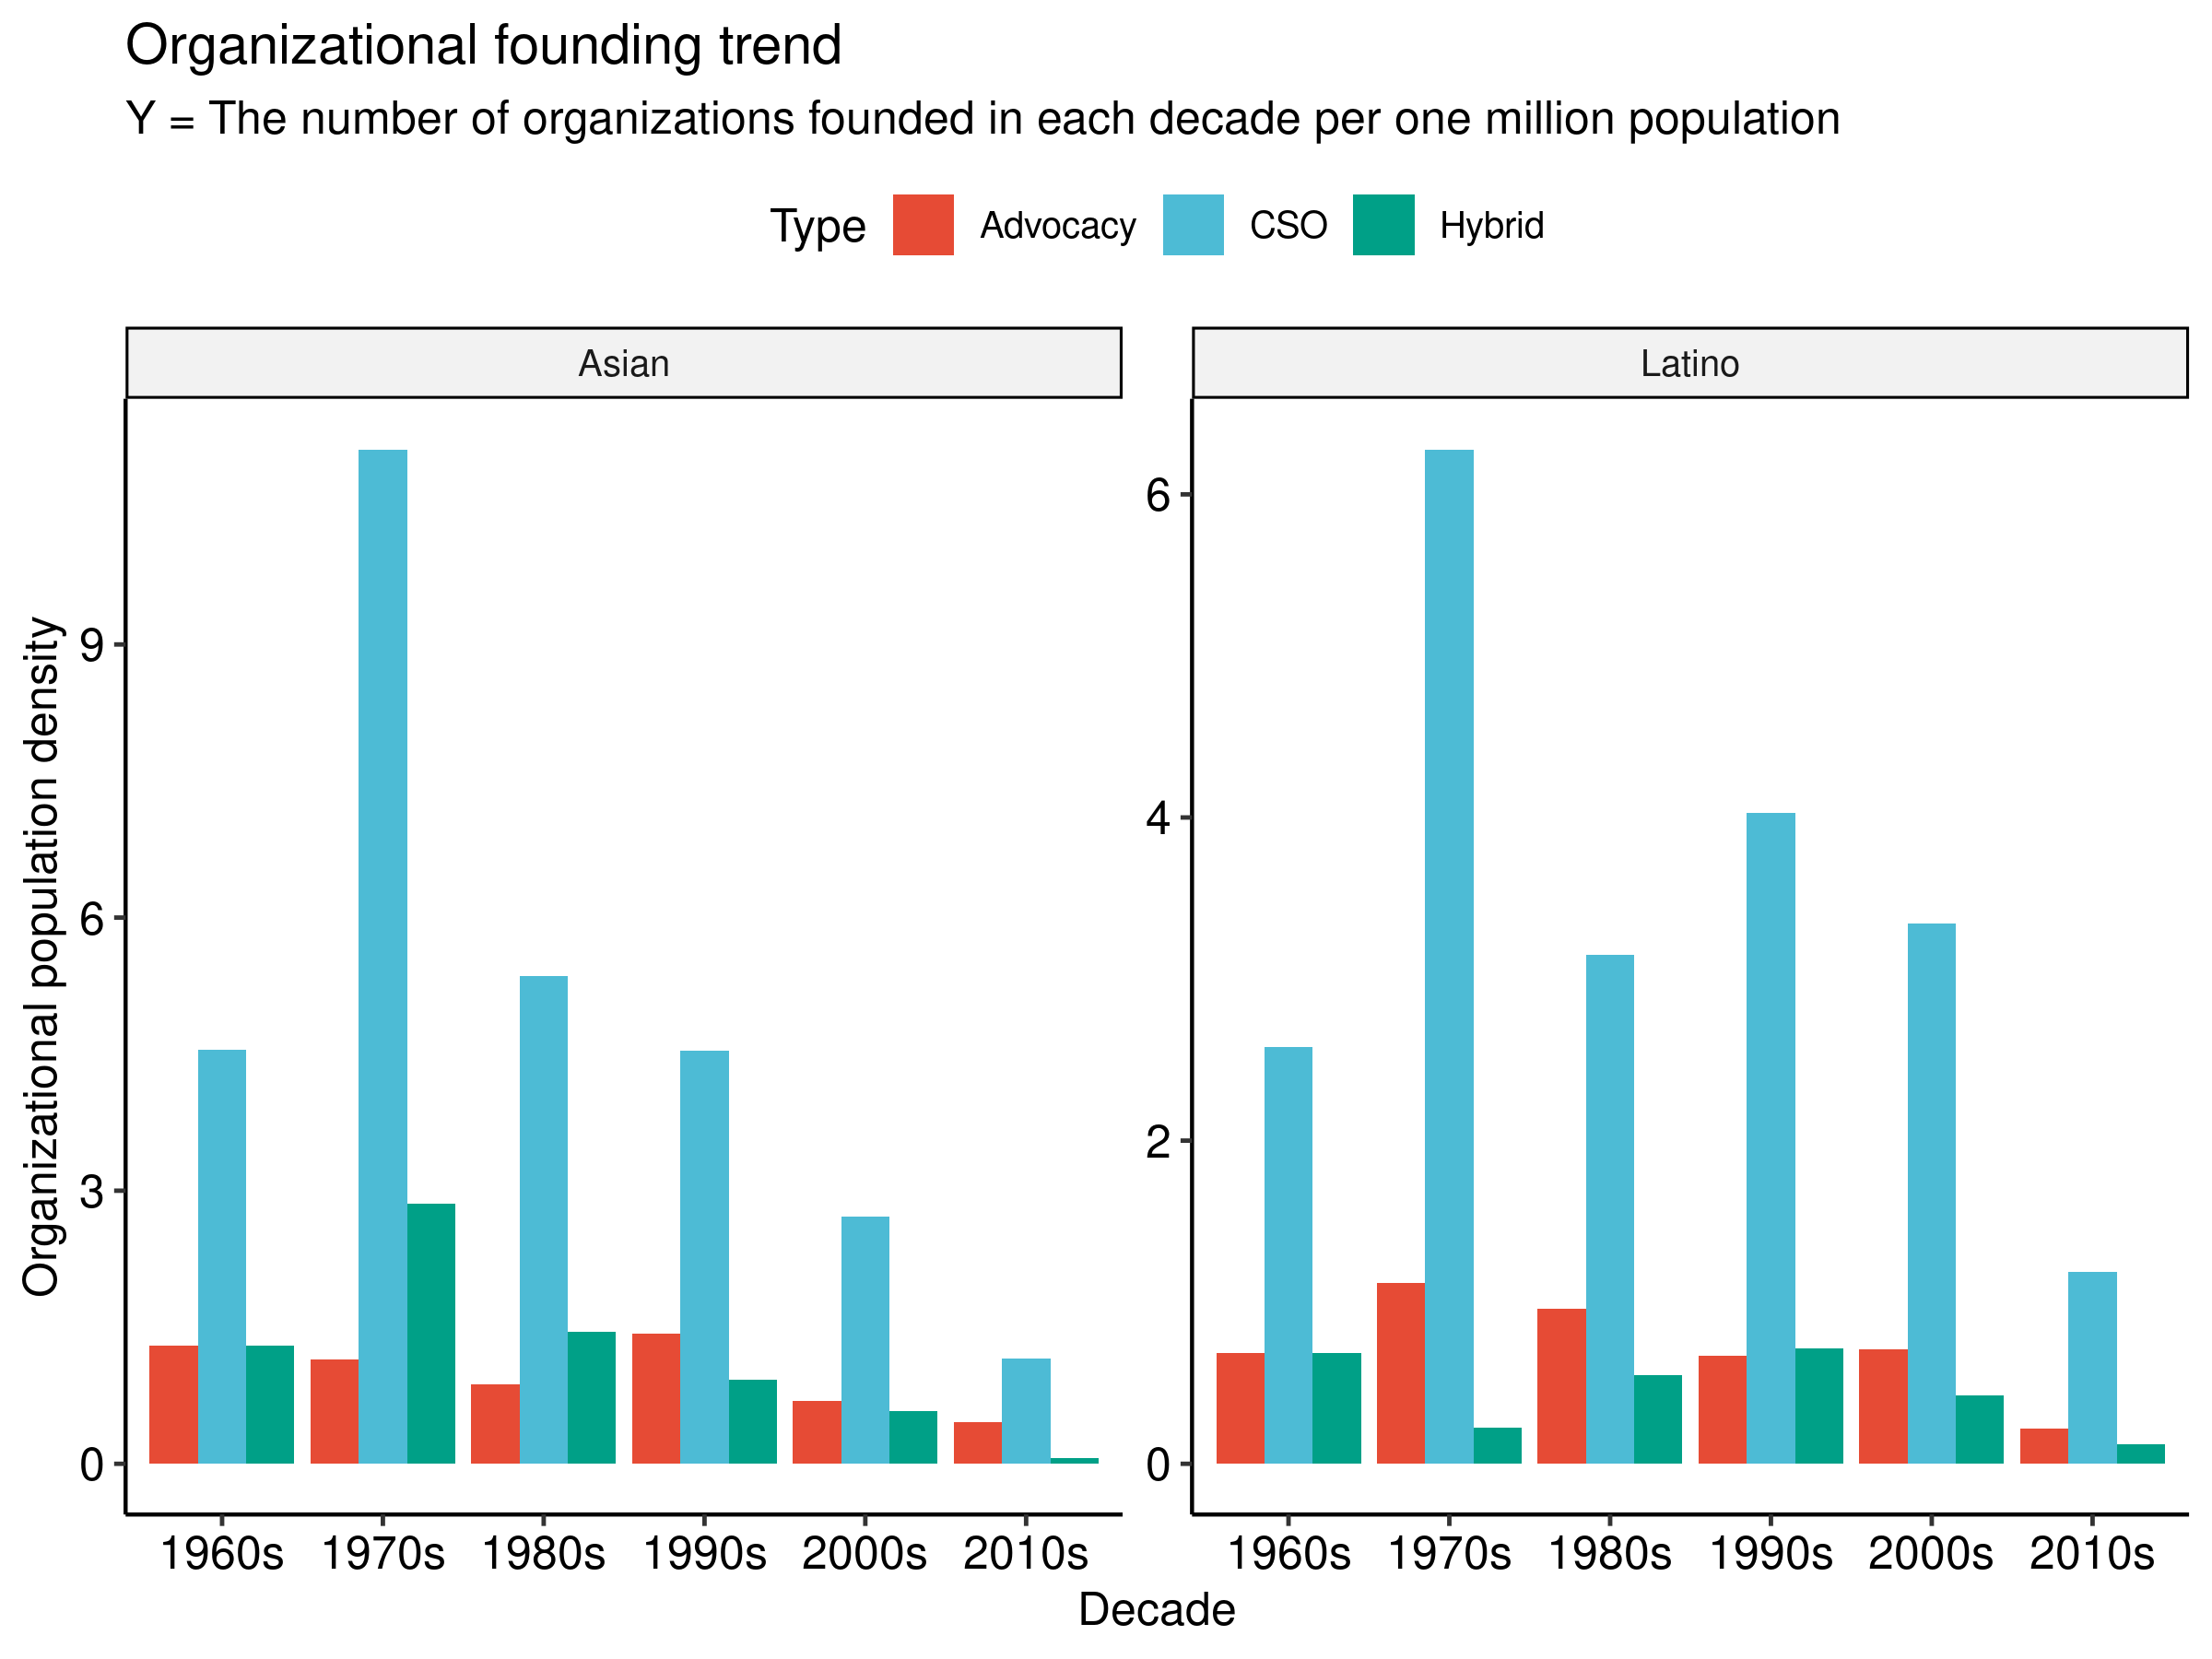 Organizational founding trend
Y = The number of organizations founded in each decade per one million population
Type Advocacy CSO Hybrid
Asian Latino
Organizational population density
9
6
3
0
6
4
2
0
1960s 1970s 1980s 1990s 2000s 2010s 1960s 1970s 1980s 1990s 2000s 2010s
Decade